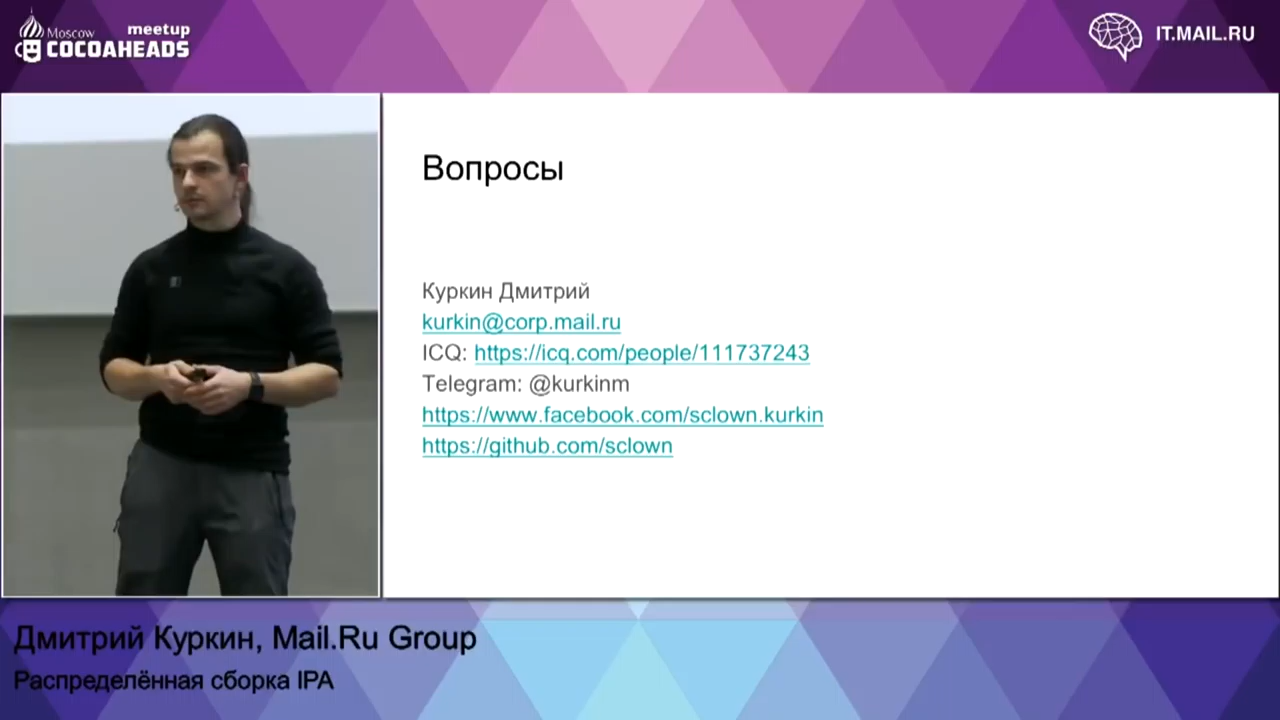 Moscow meetup
COCOAHEADS
IT.MAIL.RU
Вопросы
Куркин Дмитрий
kurkin@corp.mail.ru
ICQ: https://icq.com/people/111737243
Telegram: @kurkinm
https://www.facebook.com/sclown.kurkin
https://github.com/sclown
Дмитрий Куркин, Mail.Ru Group
Распределённая сборка IPA